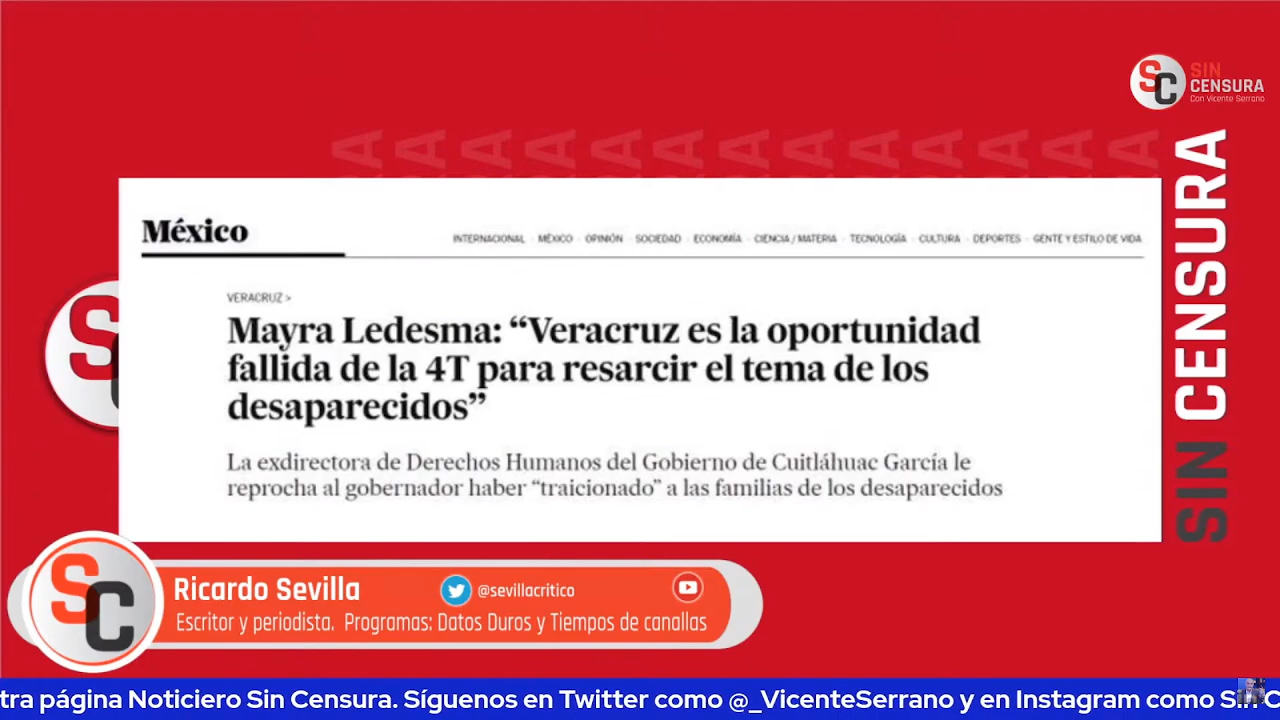 SIN
CENSURA
Con Vicente Serrano
SIN CENSURA
México
INTERNACIONAL · MÉXICO · OPINIÓN · SOCIEDAD · ECONOMÍA · CIENCIA / MATERIA · TECNOLOGÍA · CULTURA · DEPORTES · GENTE Y ESTILO DE VIDA
VERACRUZ >
Mayra Ledesma: “Veracruz es la oportunidad
fallida de la 4T para resarcir el tema de los
desaparecidos”
La exdirectora de Derechos Humanos del Gobierno de Cuitláhuac García le
reprocha al gobernador haber “traicionado” a las familias de los desaparecidos
SC
Ricardo Sevilla
@sevillacritico
Escritor y periodista. Programas: Datos Duros y Tiempos de canallas
tra página Noticiero Sin Censura. Síguenos en Twitter como @_VicenteSerrano y en Instagram como Sin C